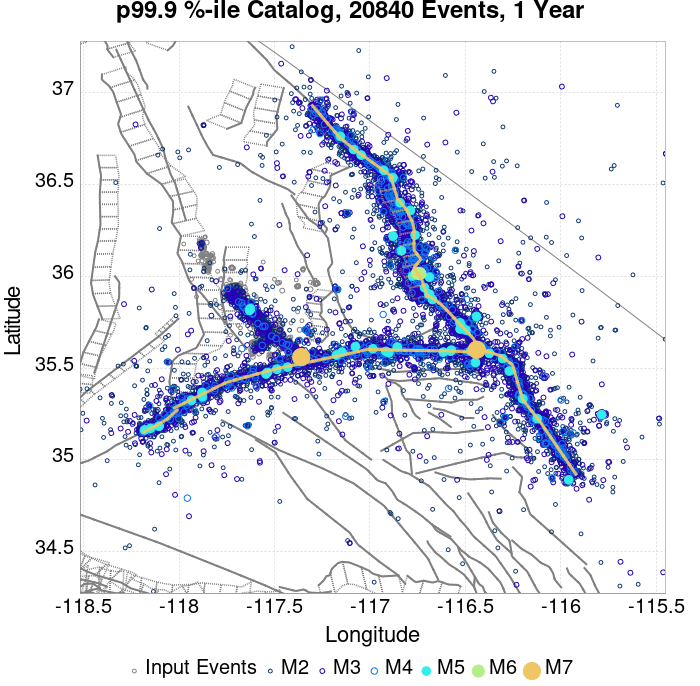 p99.9 %-ile Catalog, 20840 Events, 1 Year
37
36.5
36
35.5
35
34.5
Latitude
-118.5 -118 -117.5 -117 -116.5 -116 -115.5
Longitude
Input Events M2 M3 M4 M5 M6 M7